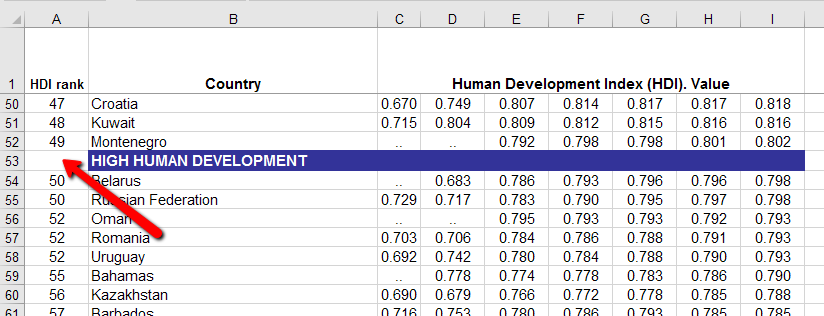 A B C D E F G H I
1 HDI rank Country Human Development Index (HDI). Value
50 47 Croatia 0.670 0.749 0.807 0.814 0.817 0.817 0.818
51 48 Kuwait 0.715 0.804 0.809 0.812 0.815 0.816 0.816
52 49 Montenegro .. .. 0.792 0.798 0.798 0.801 0.802
53 HIGH HUMAN DEVELOPMENT
54 50 Belarus .. 0.683 0.786 0.793 0.796 0.796 0.798
55 50 Russian Federation 0.729 0.717 0.783 0.790 0.795 0.797 0.798
56 52 Oman .. .. 0.795 0.793 0.793 0.792 0.793
57 52 Romania 0.703 0.706 0.784 0.786 0.788 0.791 0.793
58 52 Uruguay 0.692 0.742 0.780 0.784 0.788 0.790 0.793
59 55 Bahamas .. 0.778 0.774 0.778 0.783 0.786 0.790
60 56 Kazakhstan 0.690 0.679 0.766 0.772 0.778 0.785 0.788
61 57 Barbados 0.716 0.753 0.780 0.786 0.793 0.785 0.785